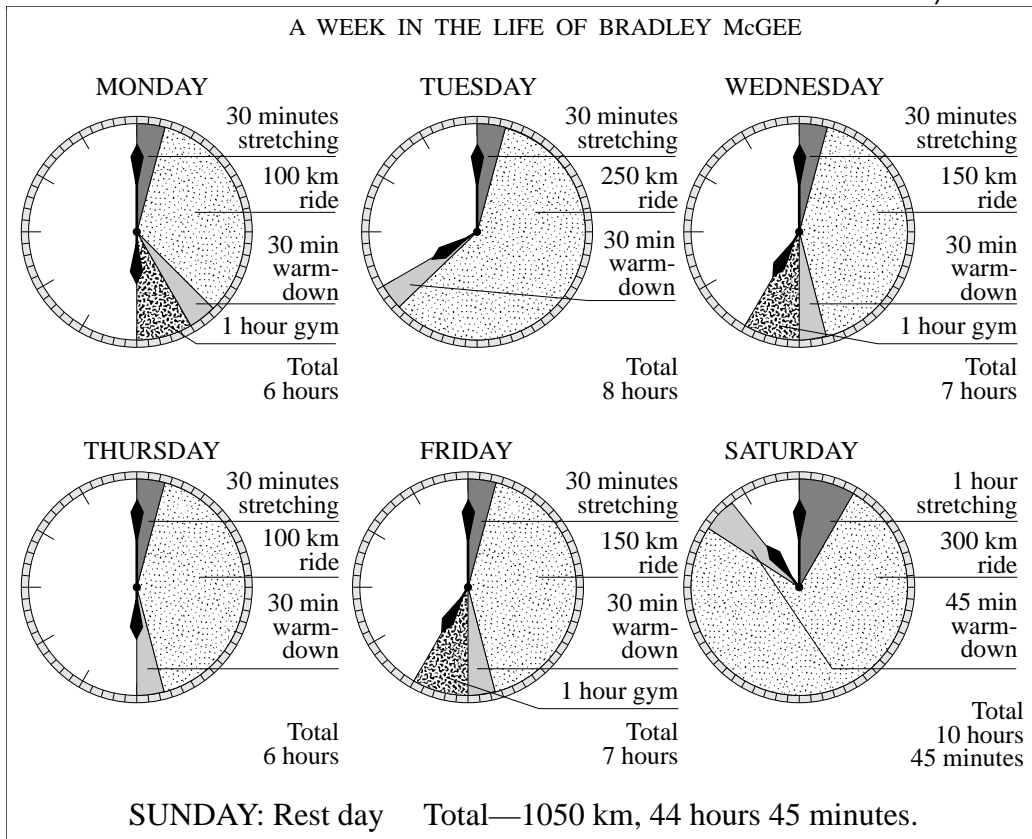 A WEEK IN THE LIFE OF BRADLEY McGEE
MONDAY
30 minutes
stretching
100 km
ride
30 min
warm-
down
1 hour gym
Total
6 hours
TUESDAY
30 minutes
stretching
250 km
ride
30 min
warm-
down
Total
8 hours
WEDNESDAY
30 minutes
stretching
150 km
ride
30 min
warm-
down
1 hour gym
Total
7 hours
THURSDAY
30 minutes
stretching
100 km
ride
30 min
warm-
down
Total
6 hours
FRIDAY
30 minutes
stretching
150 km
ride
30 min
warm-
down
1 hour gym
Total
7 hours
SATURDAY
1 hour
stretching
300 km
ride
45 min
warm-
down
Total
10 hours
45 minutes
SUNDAY: Rest day Total—1050 km, 44 hours 45 minutes.